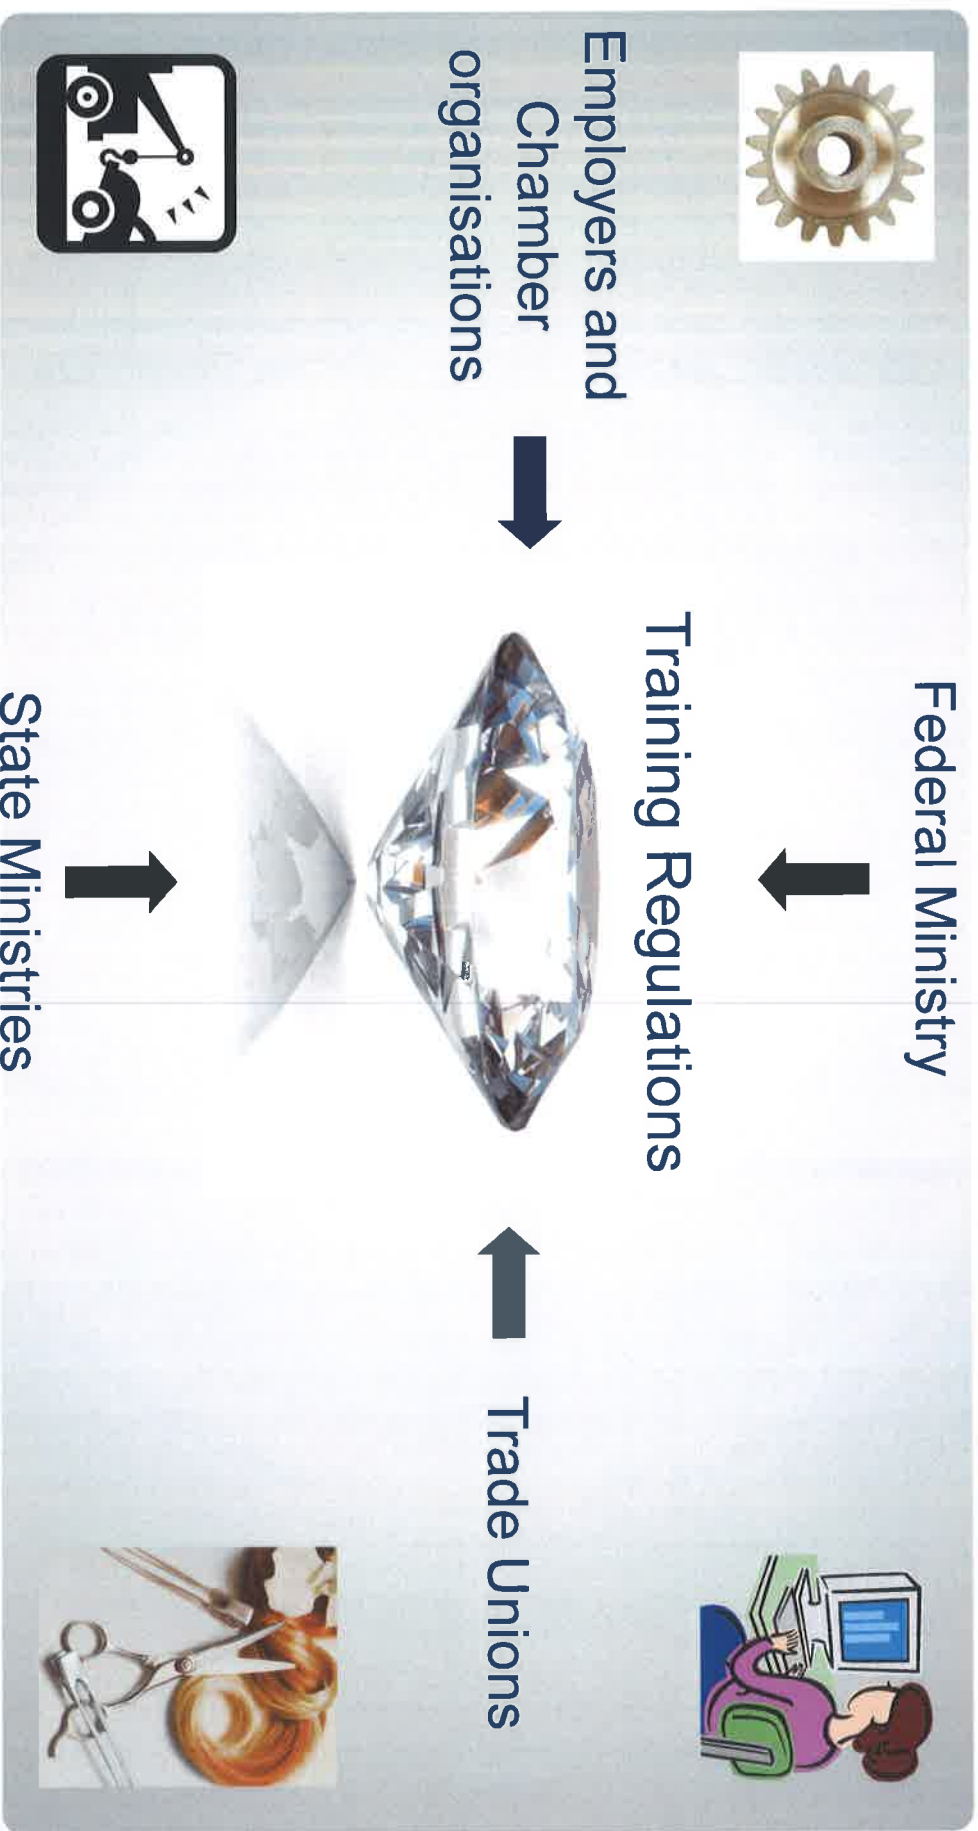 Federal Ministry
Training Regulations
Employers and
Chamber
organisations
Trade Unions
State Ministries